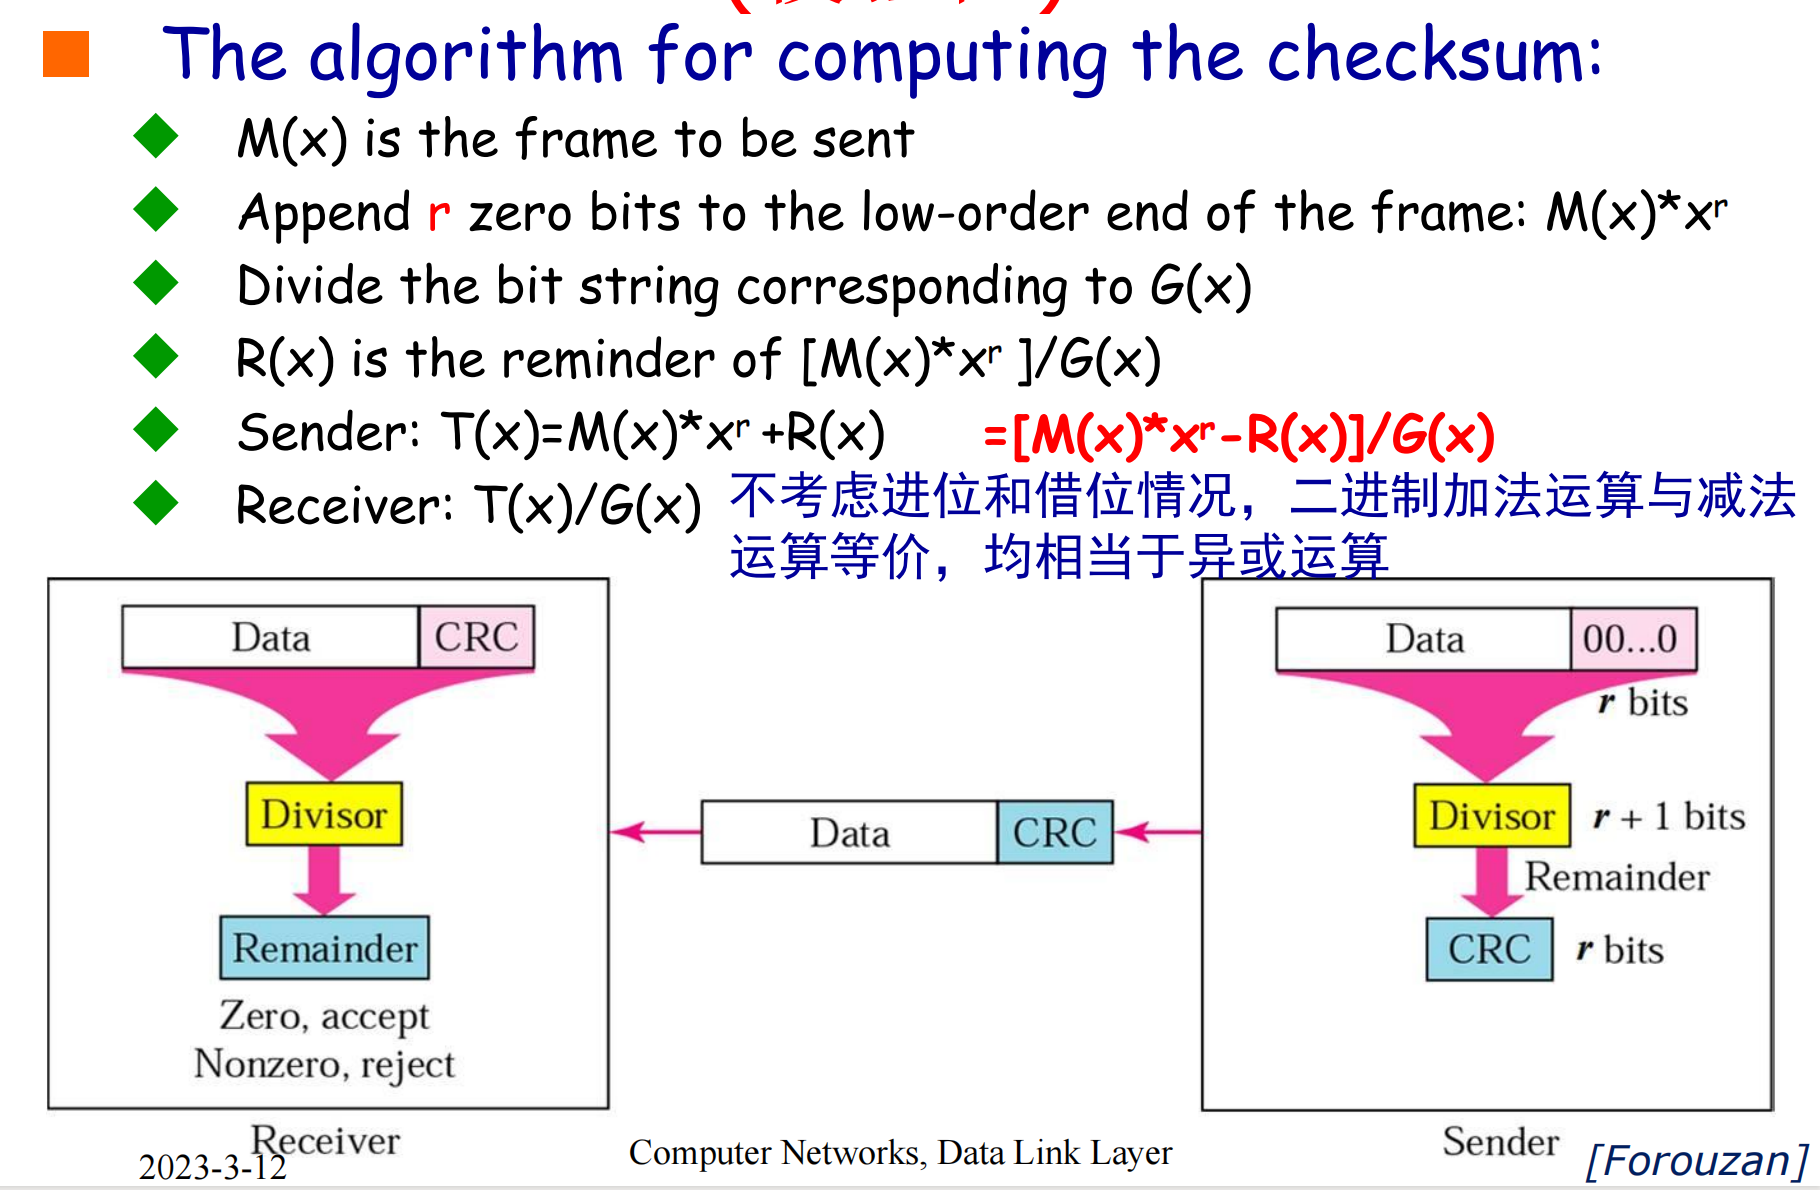 The algorithm for computing the checksum:
M(x) is the frame to be sent
Append r zero bits to the low-order end of the frame: M(x)*xʳ
Divide the bit string corresponding to G(x)
R(x) is the reminder of [M(x)*xʳ ]/G(x)
Sender: T(x)=M(x)*xʳ +R(x) =[M(x)*xʳ-R(x)]/G(x)
Receiver: T(x)/G(x) 不考虑进位和借位情况，二进制加法运算与减法
运算等价，均相当于异或运算
Data CRC
Divisor
Remainder
Zero, accept
Nonzero, reject
Receiver
Data CRC
Data 00...0
r bits
Divisor r + 1 bits
Remainder
CRC r bits
Sender
2023-3-12
Computer Networks, Data Link Layer
[Forouzan]